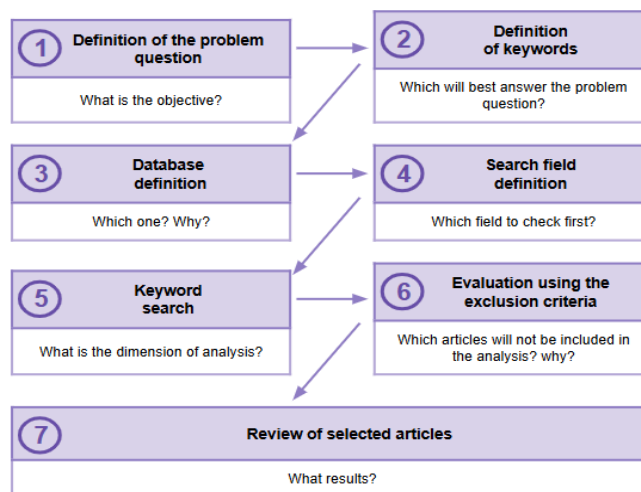 1
Definition of the problem
question
What is the objective?
2
Definition
of keywords
Which will best answer the problem
question?
3
Database
definition
Which one? Why?
4
Search field
definition
Which field to check first?
5
Keyword
search
What is the dimension of analysis?
6
Evaluation using the
exclusion criteria
Which articles will not be included in
the analysis? why?
7
Review of selected articles
What results?